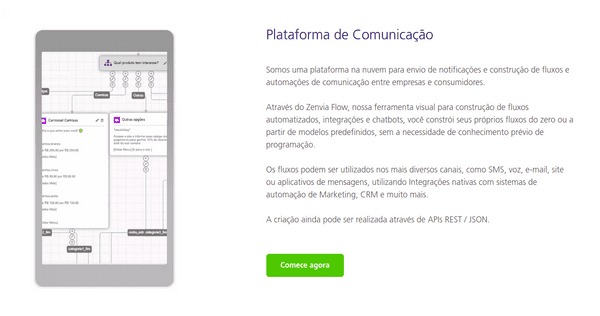 Plataforma de Comunicação
Somos uma plataforma na nuvem para envio de notificações e construção de fluxos e
automações de comunicação entre empresas e consumidores.
Através do Zenvia Flow, nossa ferramenta visual para construção de fluxos
automatizados, integrações e chatbots, você constrói seus próprios fluxos do zero ou a
partir de modelos predefinidos, sem a necessidade de conhecimento prévio de
programação.
Os fluxos podem ser utilizados nos mais diversos canais, como SMS, voz, e-mail, site
ou aplicativos de mensagens, utilizando Integrações nativas com sistemas de
automação de Marketing, CRM e muito mais.
A criação ainda pode ser realizada através de APIs REST / JSON.
Comece agora
Qual produto tem interesse?
Camisas
Outros
Carrossel Camisas
Outras opções